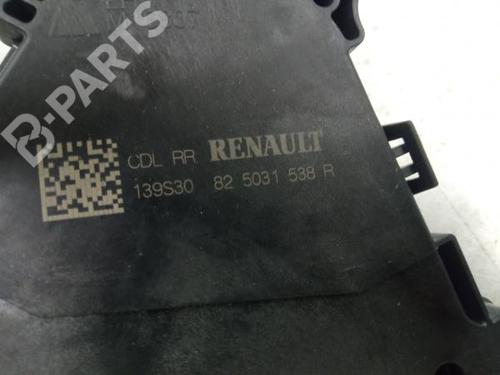 B-PARTS
CDL RR RENAULT
139S30 82 5031 538 R